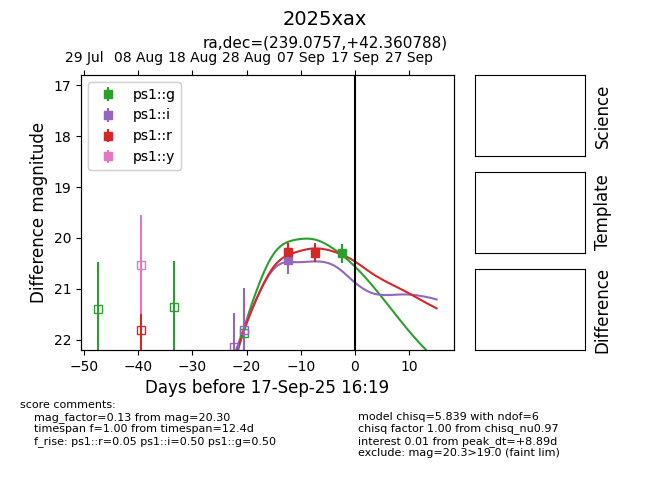 2025xax
ra,dec=(239.0757,+42.360788)
29 Jul 08 Aug 18 Aug 28 Aug 07 Sep 17 Sep 27 Sep
ps1::g
ps1::i
ps1::r
ps1::y
17
18
19
20
21
22
Difference magnitude
−50 −40 −30 −20 −10 0 10
Days before 17-Sep-25 16:19
Science
Template
Difference
score comments:
mag_factor=0.13 from mag=20.30
timespan f=1.00 from timespan=12.4d
f_rise: ps1::r=0.05 ps1::i=0.50 ps1::g=0.50
model chisq=5.839 with ndof=6
chisq factor 1.00 from chisq_nu0.97
interest 0.01 from peak_dt=+8.89d
exclude: mag=20.3>19.0 (faint lim)